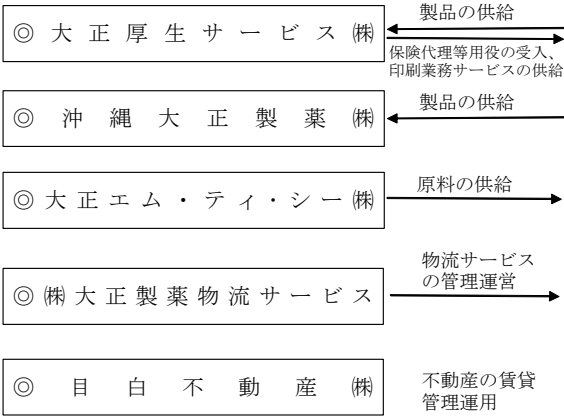 製品の供給
◎大正厚生サービス㈱
保険代理等用役の受入、
印刷業務サービスの供給
製品の供給
◎沖縄大正製薬㈱
原料の供給
◎大正エム・ティ・シー㈱
物流サービス
の管理運営
◎㈱大正製薬物流サービス
不動産の賃貸
管理運用
◎目白不動産㈱